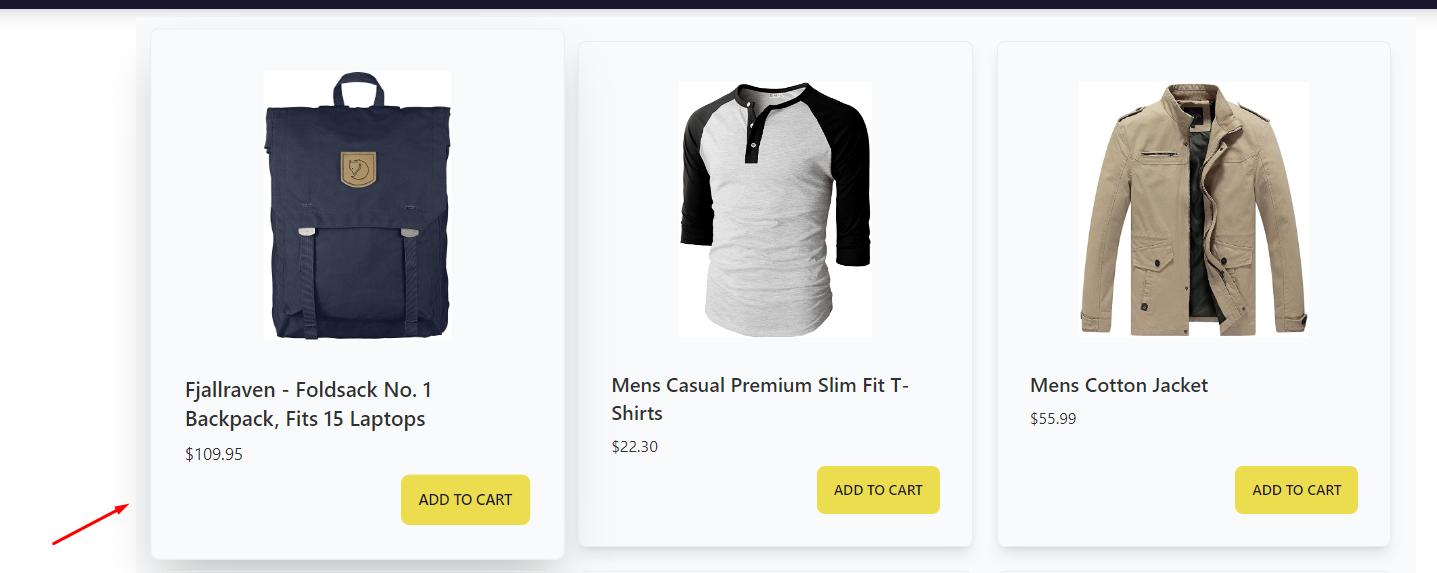 Fjallraven - Foldsack No. 1
Backpack, Fits 15 Laptops
$109.95
ADD TO CART
Mens Casual Premium Slim Fit T-
Shirts
$22.30
ADD TO CART
Mens Cotton Jacket
$55.99
ADD TO CART